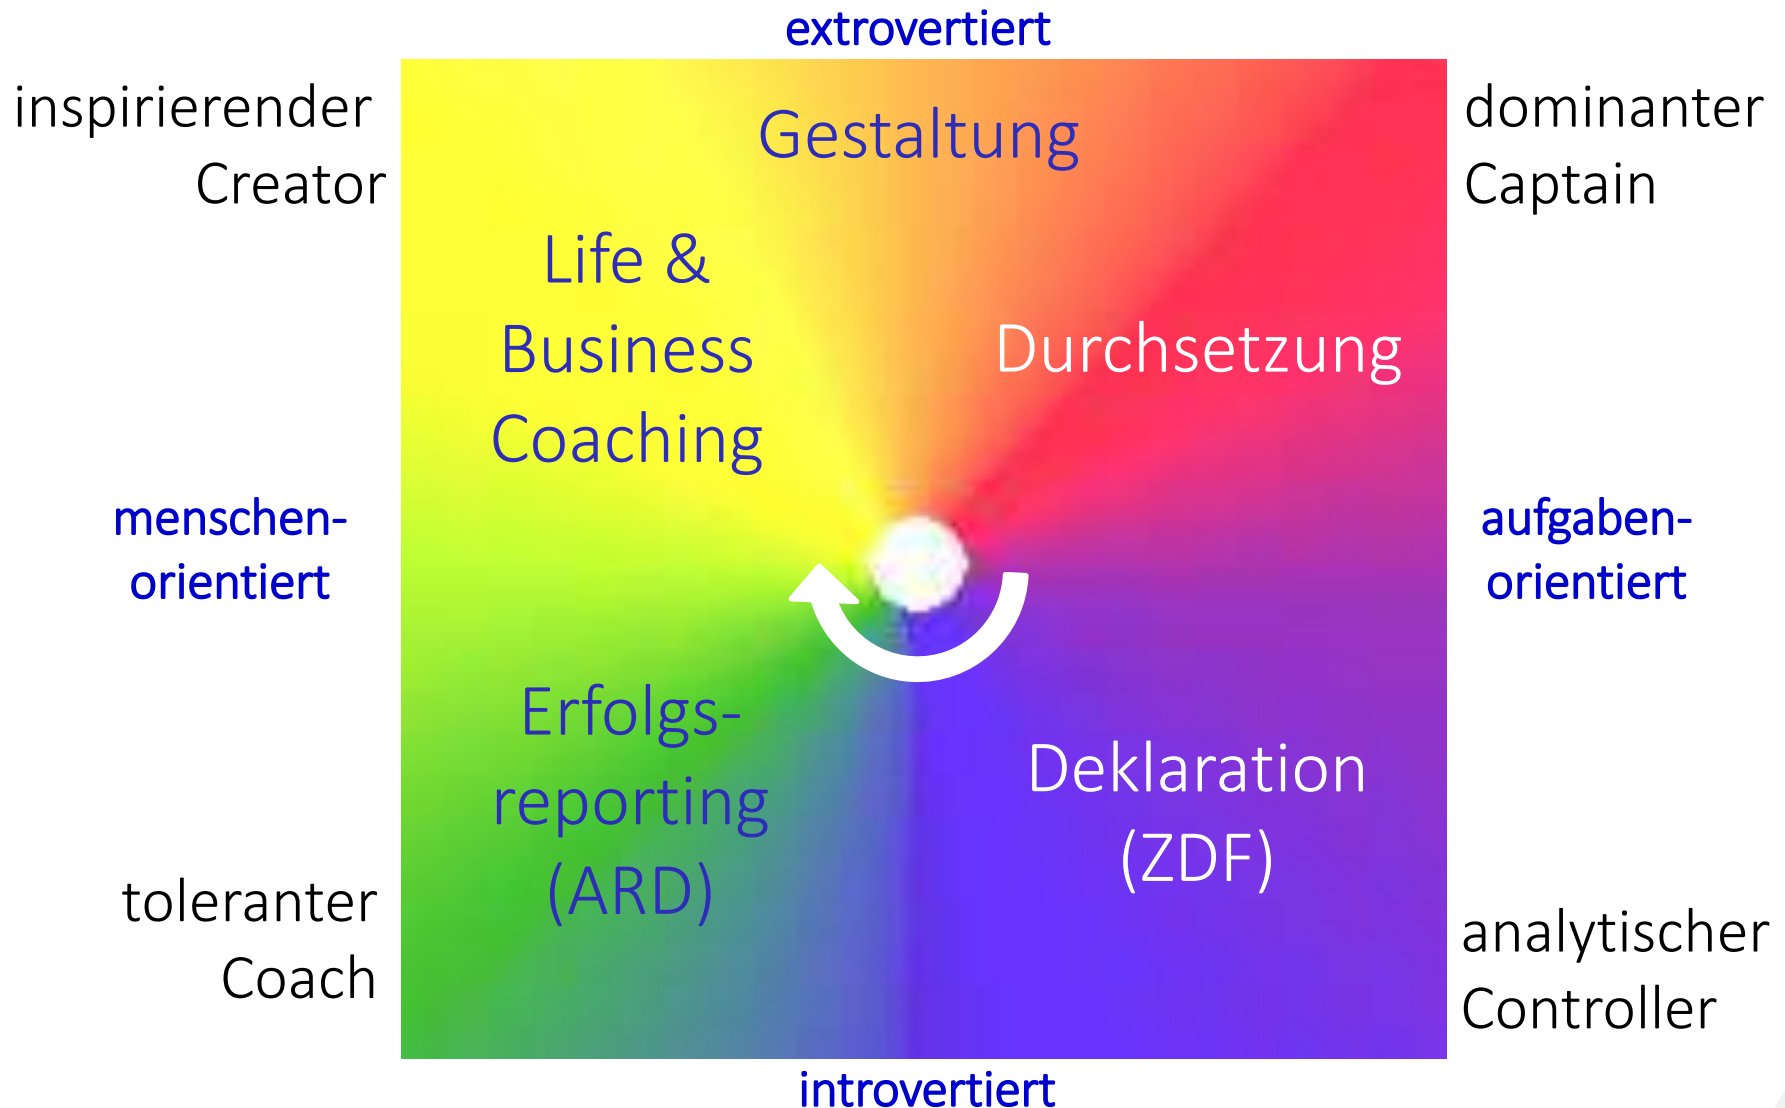 extrovertiert
inspirierender
Creator
dominanter
Captain
Gestaltung
Life &
Business
Coaching
Durchsetzung
menschen-
orientiert
aufgaben-
orientiert
Erfolgs-
reporting
(ARD)
Deklaration
(ZDF)
toleranter
Coach
analytischer
Controller
introvertiert